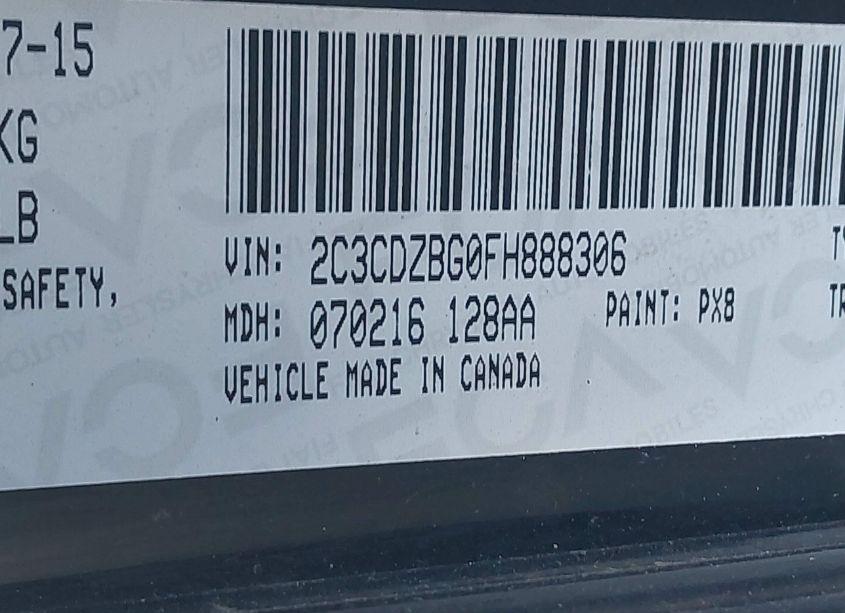 7-15
KG
LB
SAFETY,
VIN: 2C3CDZBG0FH888306
MDH: 070216 128AA PAINT: PX8
VEHICLE MADE IN CANADA